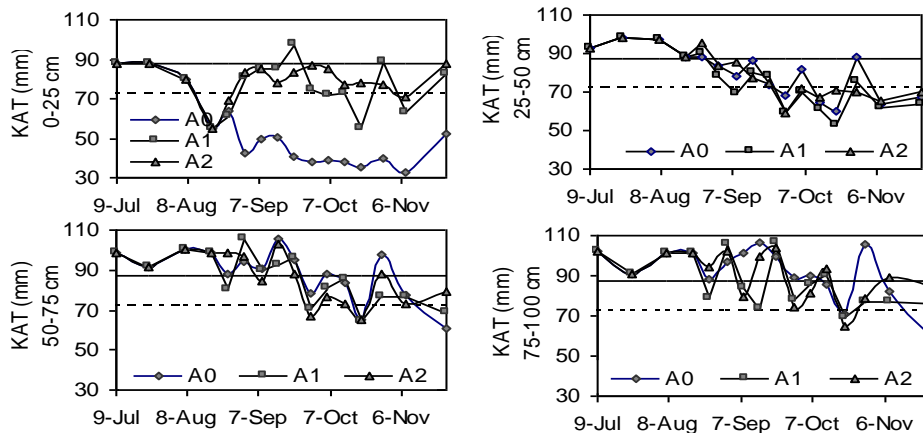 KAT (mm)
0-25 cm
110
90
70
50
30
A0
A1
A2
9-Jul 8-Aug 7-Sep 7-Oct 6-Nov
KAT (mm)
25-50 cm
110
90
70
50
30
A0 A1 A2
9-Jul 8-Aug 7-Sep 7-Oct 6-Nov
KAT (mm)
50-75 cm
110
90
70
50
30
A0 A1 A2
9-Jul 8-Aug 7-Sep 7-Oct 6-Nov
KAT (mm)
75-100 cm
110
90
70
50
30
A0 A1 A2
9-Jul 8-Aug 7-Sep 7-Oct 6-Nov